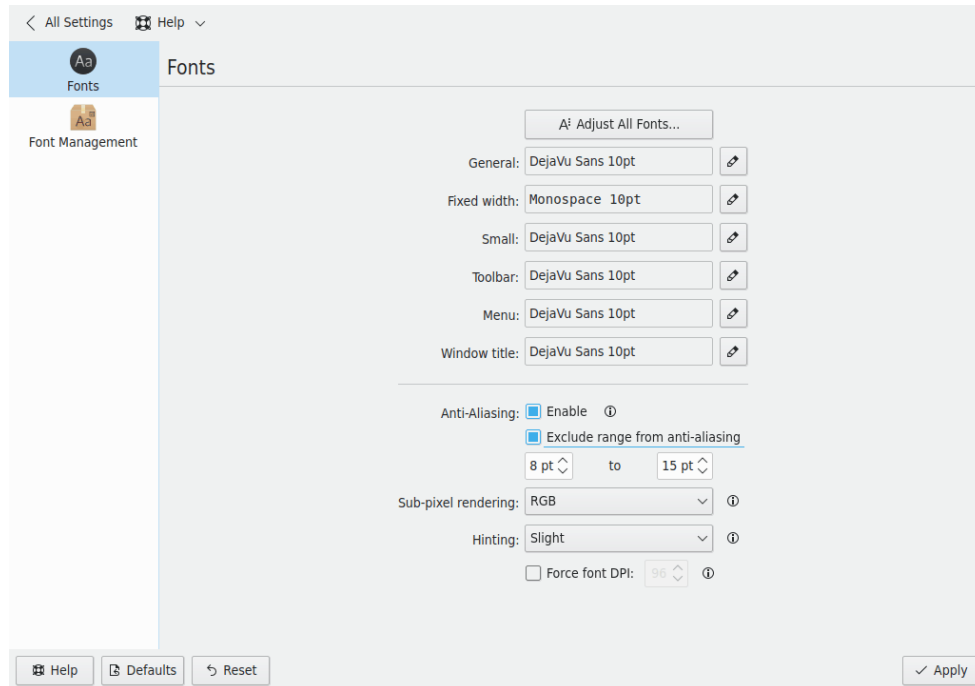 All Settings Help
Fonts
Font Management
Fonts
Adjust All Fonts...
General: DejaVu Sans 10pt
Fixed width: Monospace 10pt
Small: DejaVu Sans 10pt
Toolbar: DejaVu Sans 10pt
Menu: DejaVu Sans 10pt
Window title: DejaVu Sans 10pt
Anti-Aliasing: Enable
Exclude range from anti-aliasing
8 pt to 15 pt
Sub-pixel rendering: RGB
Hinting: Slight
Force font DPI: 96
Help Defaults Reset Apply